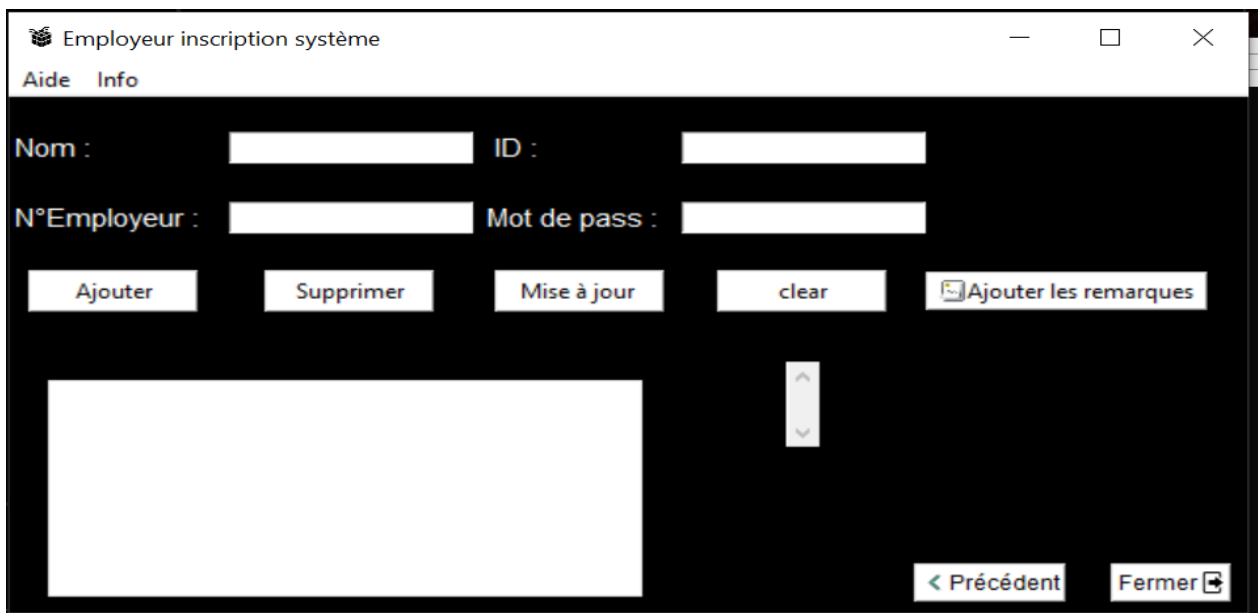 Employeur inscription système
Aide Info
Nom : ID :
N°Employeur : Mot de pass :
Ajouter Supprimer Mise à jour clear Ajouter les remarques
Précédent Fermer